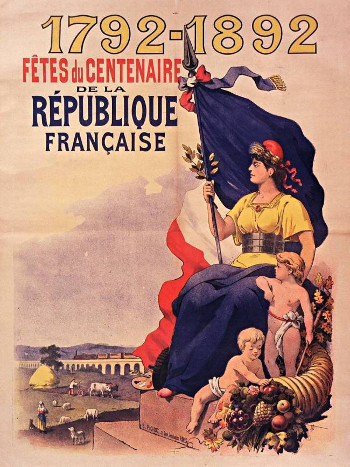 1792-1892
FÊTES du CENTENAIRE
DE LA
RÉPUBLIQUE
FRANÇAISE